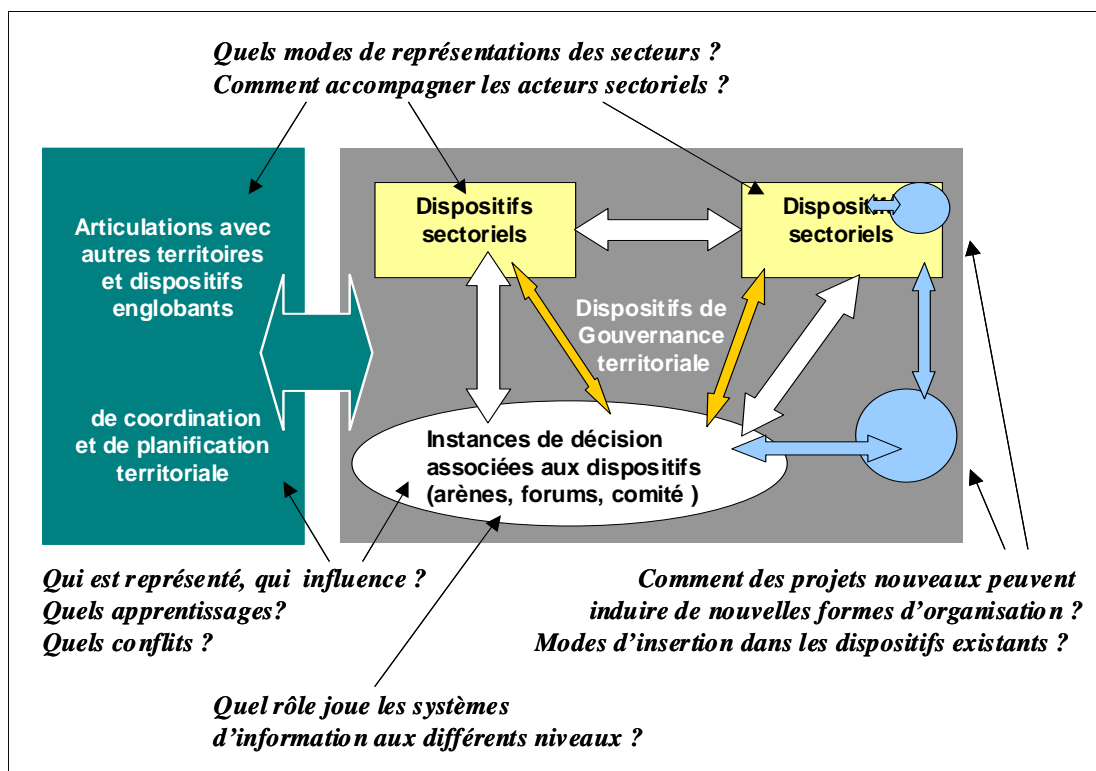 Quels modes de représentations des secteurs ?
Comment accompagner les acteurs sectoriels ?
Articulations avec
autres territoires
et dispositifs
englobants
de coordination
et de planification
territoriale
Dispositifs
sectoriels
Dispositifs
sectoriels
Dispositifs de
Gouvernance
territoriale
Instances de décision
associées aux dispositifs
(arènes, forums, comité )
Qui est représenté, qui influence ?
Quels apprentissages?
Quels conflits ?
Comment des projets nouveaux peuvent
induire de nouvelles formes d'organisation ?
Modes d'insertion dans les dispositifs existants ?
Quel rôle joue les systèmes
d'information aux différents niveaux ?